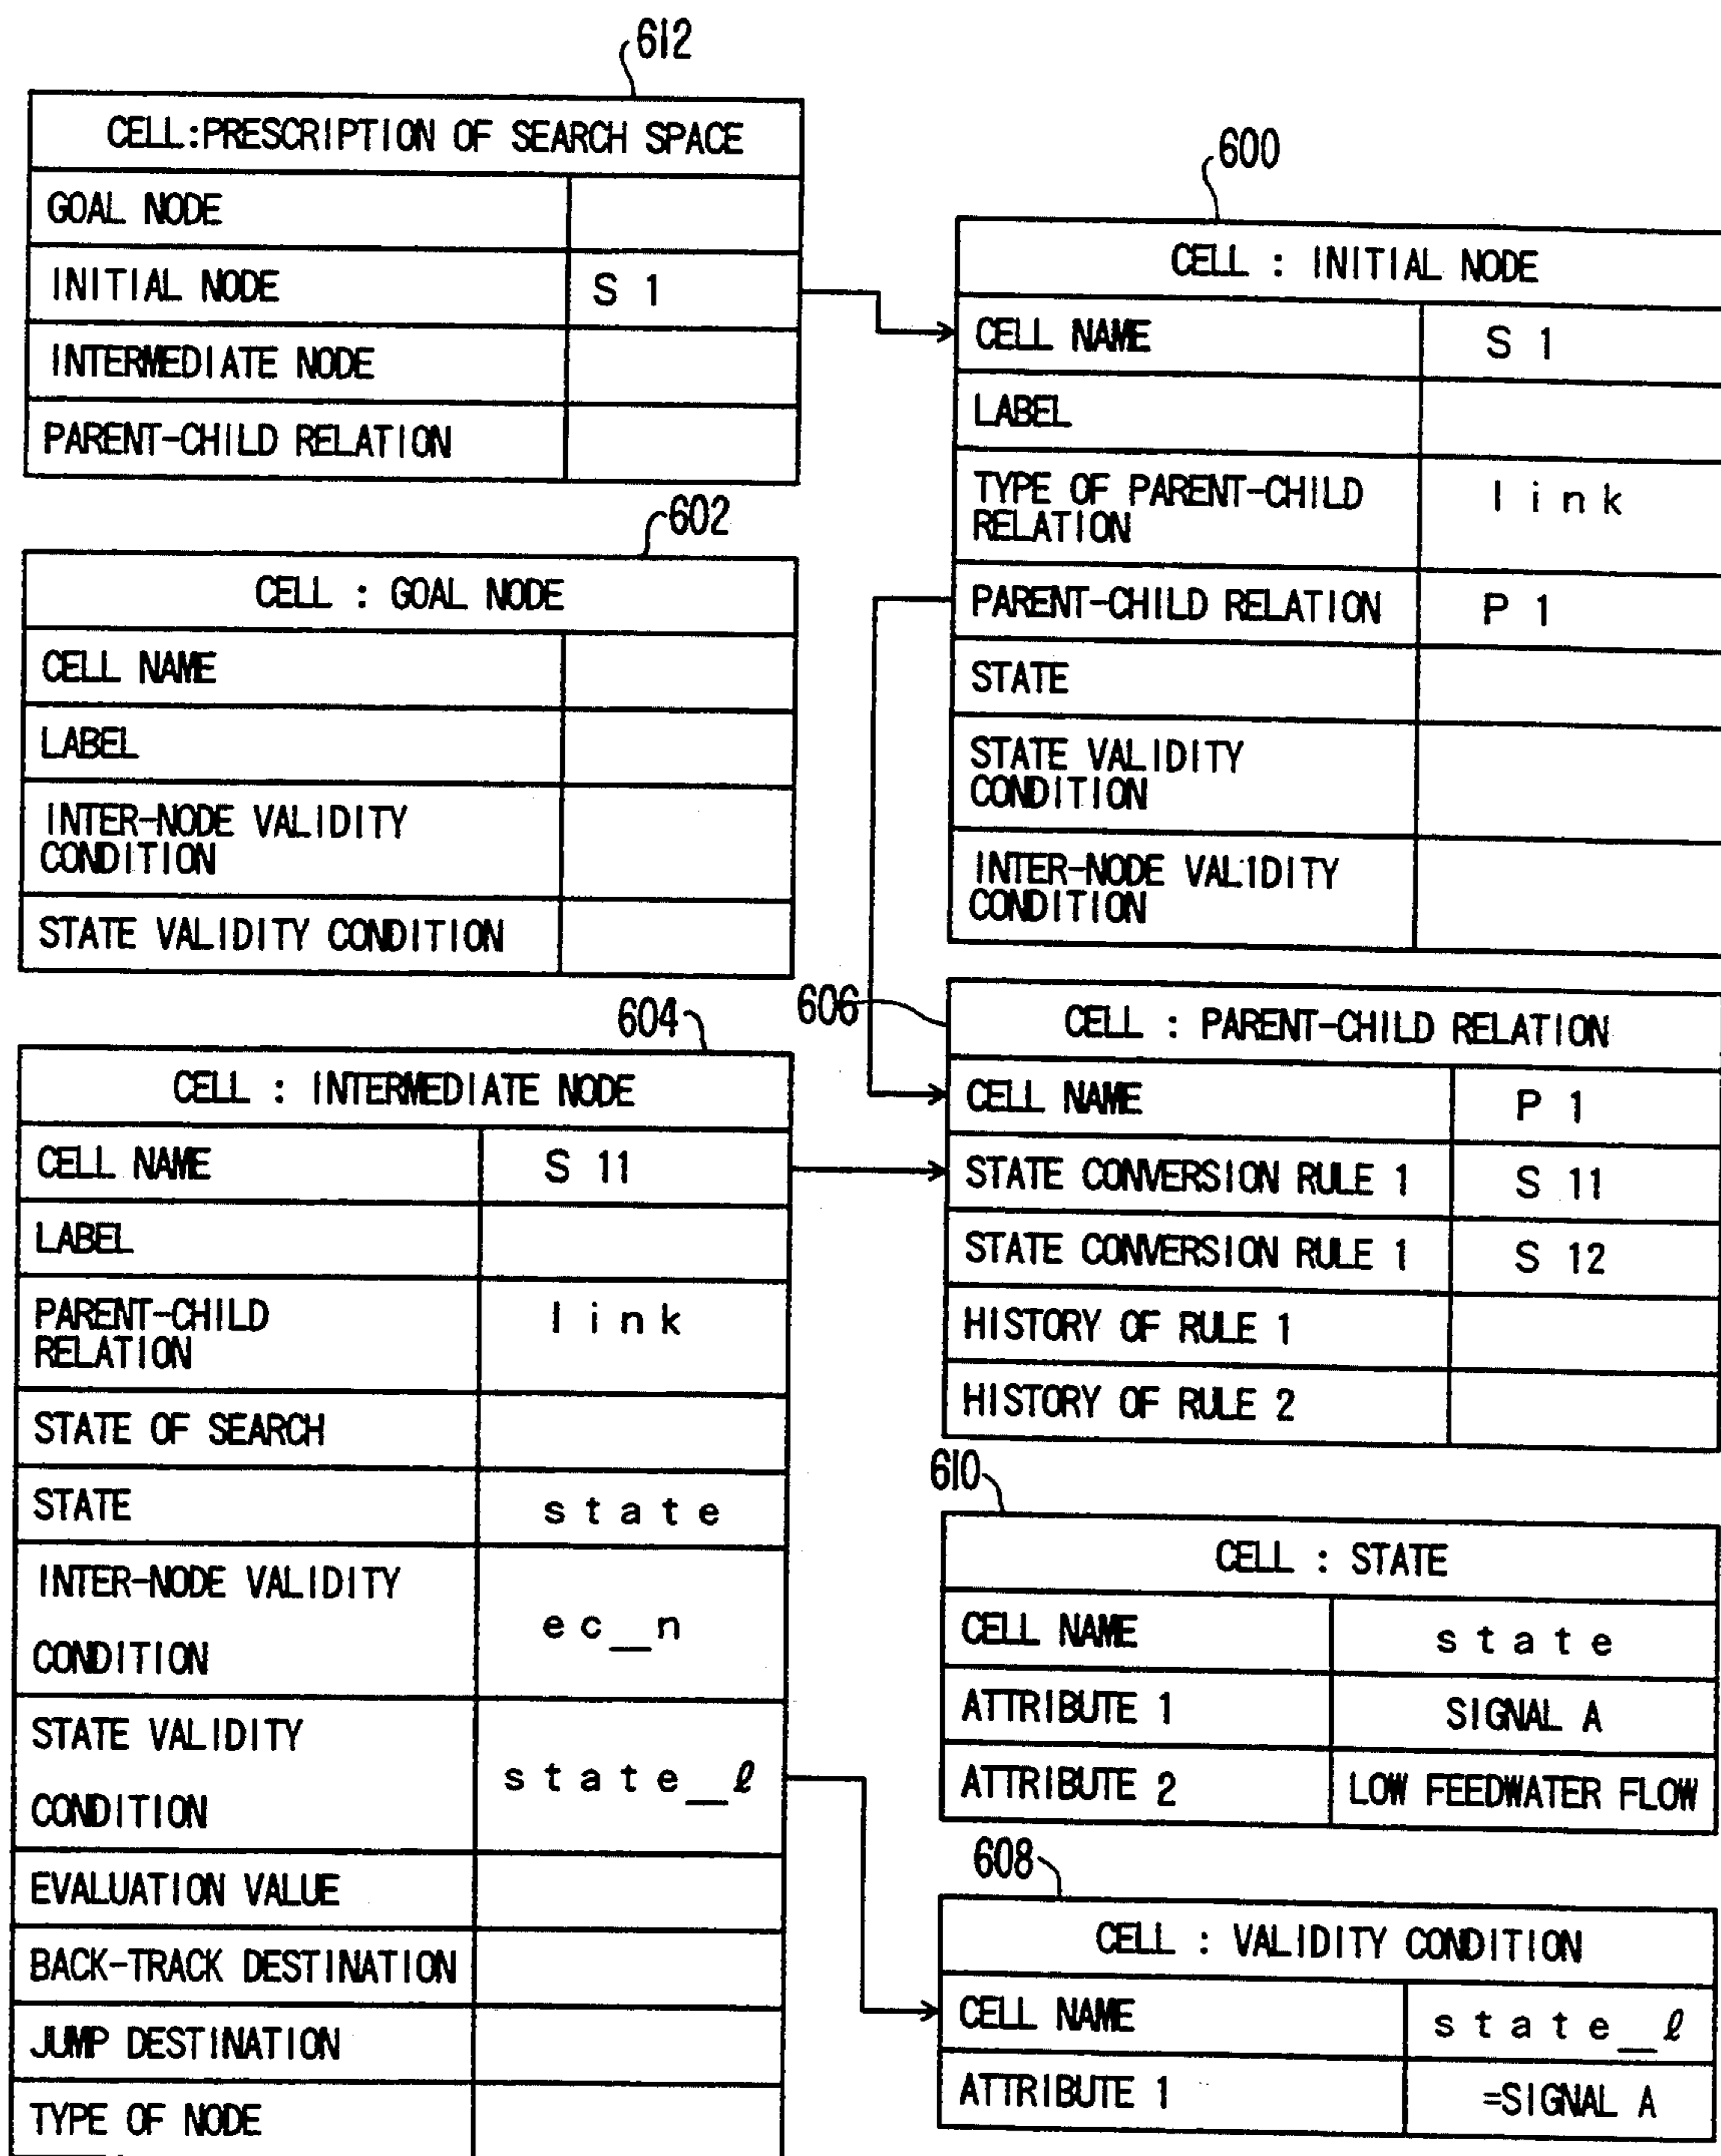 612
CELL:PRESCRIPTION OF SEARCH SPACE
GOAL NODE
INITIAL NODE S 1
INTERMEDIATE NODE
PARENT-CHILD RELATION
602
CELL : GOAL NODE
CELL NAME
LABEL
INTER-NODE VALIDITY
CONDITION
STATE VALIDITY CONDITION
604
CELL : INTERMEDIATE NODE
CELL NAME S 11
LABEL
PARENT-CHILD
RELATION
link
STATE OF SEARCH
STATE state
INTER-NODE VALIDITY
CONDITION
ec__n
STATE VALIDITY
CONDITION
state__ℓ
EVALUATION VALUE
BACK-TRACK DESTINATION
JUMP DESTINATION
TYPE OF NODE
600
CELL : INITIAL NODE
CELL NAME S 1
LABEL
TYPE OF PARENT-CHILD
RELATION
link
PARENT-CHILD RELATION P 1
STATE
STATE VALIDITY
CONDITION
INTER-NODE VALIDITY
CONDITION
606
CELL : PARENT-CHILD RELATION
CELL NAME P 1
STATE CONVERSION RULE 1 S 11
STATE CONVERSION RULE 1 S 12
HISTORY OF RULE 1
HISTORY OF RULE 2
610
CELL : STATE
CELL NAME state
ATTRIBUTE 1 SIGNAL A
ATTRIBUTE 2 LOW FEEDWATER FLOW
608
CELL : VALIDITY CONDITION
CELL NAME state__ℓ
ATTRIBUTE 1 =SIGNAL A